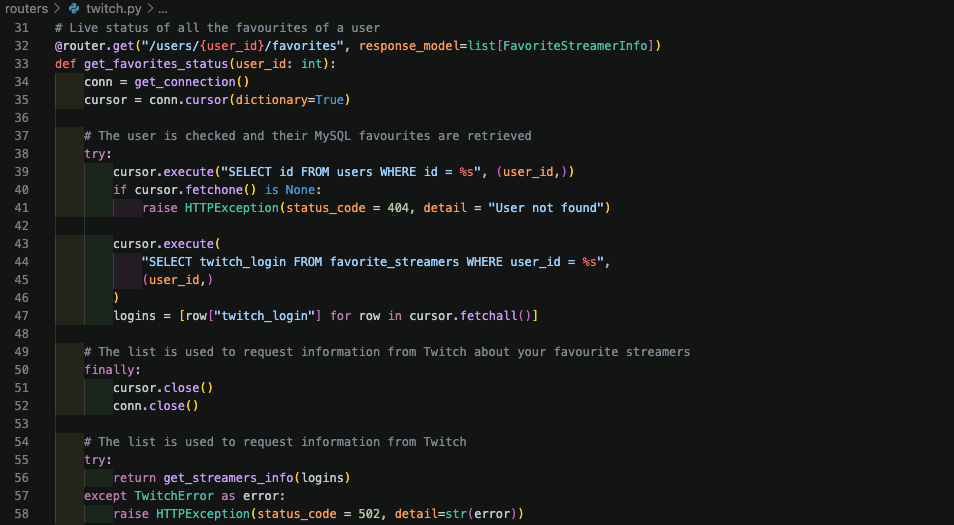 routers > twitch.py > ...
31 # Live status of all the favourites of a user
32 @router.get("/users/{user_id}/favorites", response_model=list[FavoriteStreamerInfo])
33 def get_favorites_status(user_id: int):
34     conn = get_connection()
35     cursor = conn.cursor(dictionary=True)
36
37     # The user is checked and their MySQL favourites are retrieved
38     try:
39         cursor.execute("SELECT id FROM users WHERE id = %s", (user_id,))
40         if cursor.fetchone() is None:
41             raise HTTPException(status_code = 404, detail = "User not found")
42
43         cursor.execute(
44             "SELECT twitch_login FROM favorite_streamers WHERE user_id = %s",
45             (user_id,)
46         )
47         logins = [row["twitch_login"] for row in cursor.fetchall()]
48
49     # The list is used to request information from Twitch about your favourite streamers
50     finally:
51         cursor.close()
52         conn.close()
53
54     # The list is used to request information from Twitch
55     try:
56         return get_streamers_info(logins)
57     except TwitchError as error:
58         raise HTTPException(status_code = 502, detail=str(error))